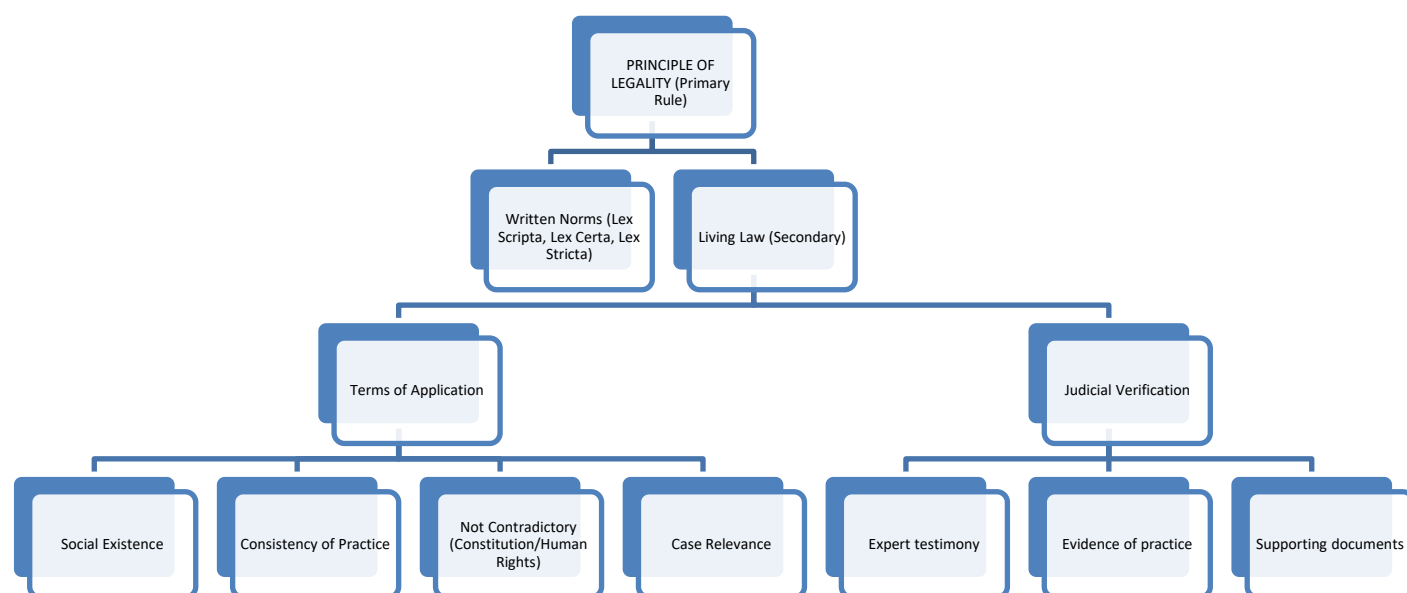 PRINCIPLE OF
LEGALITY (Primary
Rule)
Written Norms (Lex
Scripta, Lex Certa, Lex
Stricta)
Living Law (Secondary)
Terms of Application
Judicial Verification
Social Existence
Consistency of Practice
Not Contradictory
(Constitution/Human
Rights)
Case Relevance
Expert testimony
Evidence of practice
Supporting documents